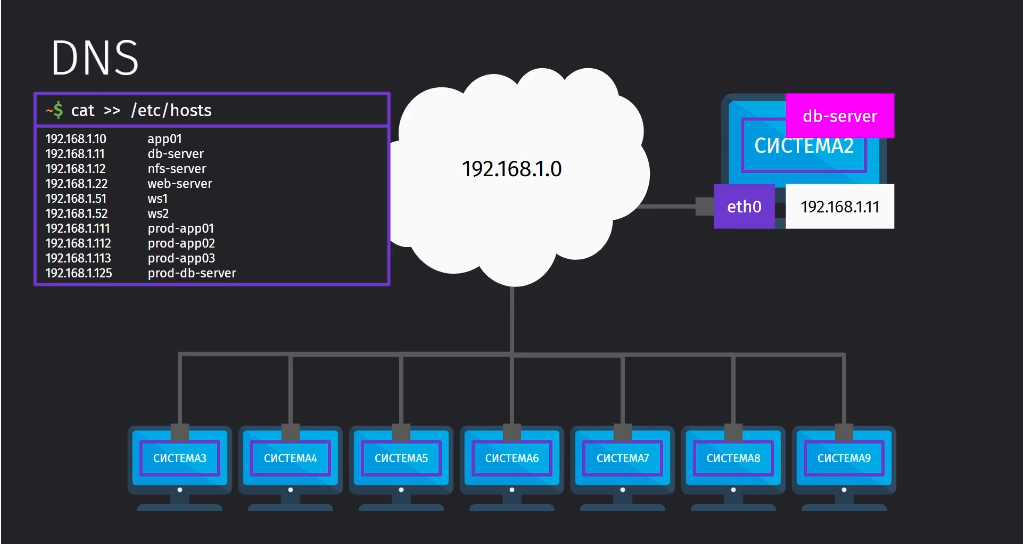 DNS
~$ cat >> /etc/hosts
192.168.1.10 app01
192.168.1.11 db-server
192.168.1.12 nfs-server
192.168.1.22 web-server
192.168.1.51 ws1
192.168.1.52 ws2
192.168.1.111 prod-app01
192.168.1.112 prod-app02
192.168.1.113 prod-app03
192.168.1.125 prod-db-server
192.168.1.0
db-server
СИСТЕМА2
eth0 192.168.1.11
СИСТЕМА3 СИСТЕМА4 СИСТЕМА5 СИСТЕМА6 СИСТЕМА7 СИСТЕМА8 СИСТЕМА9